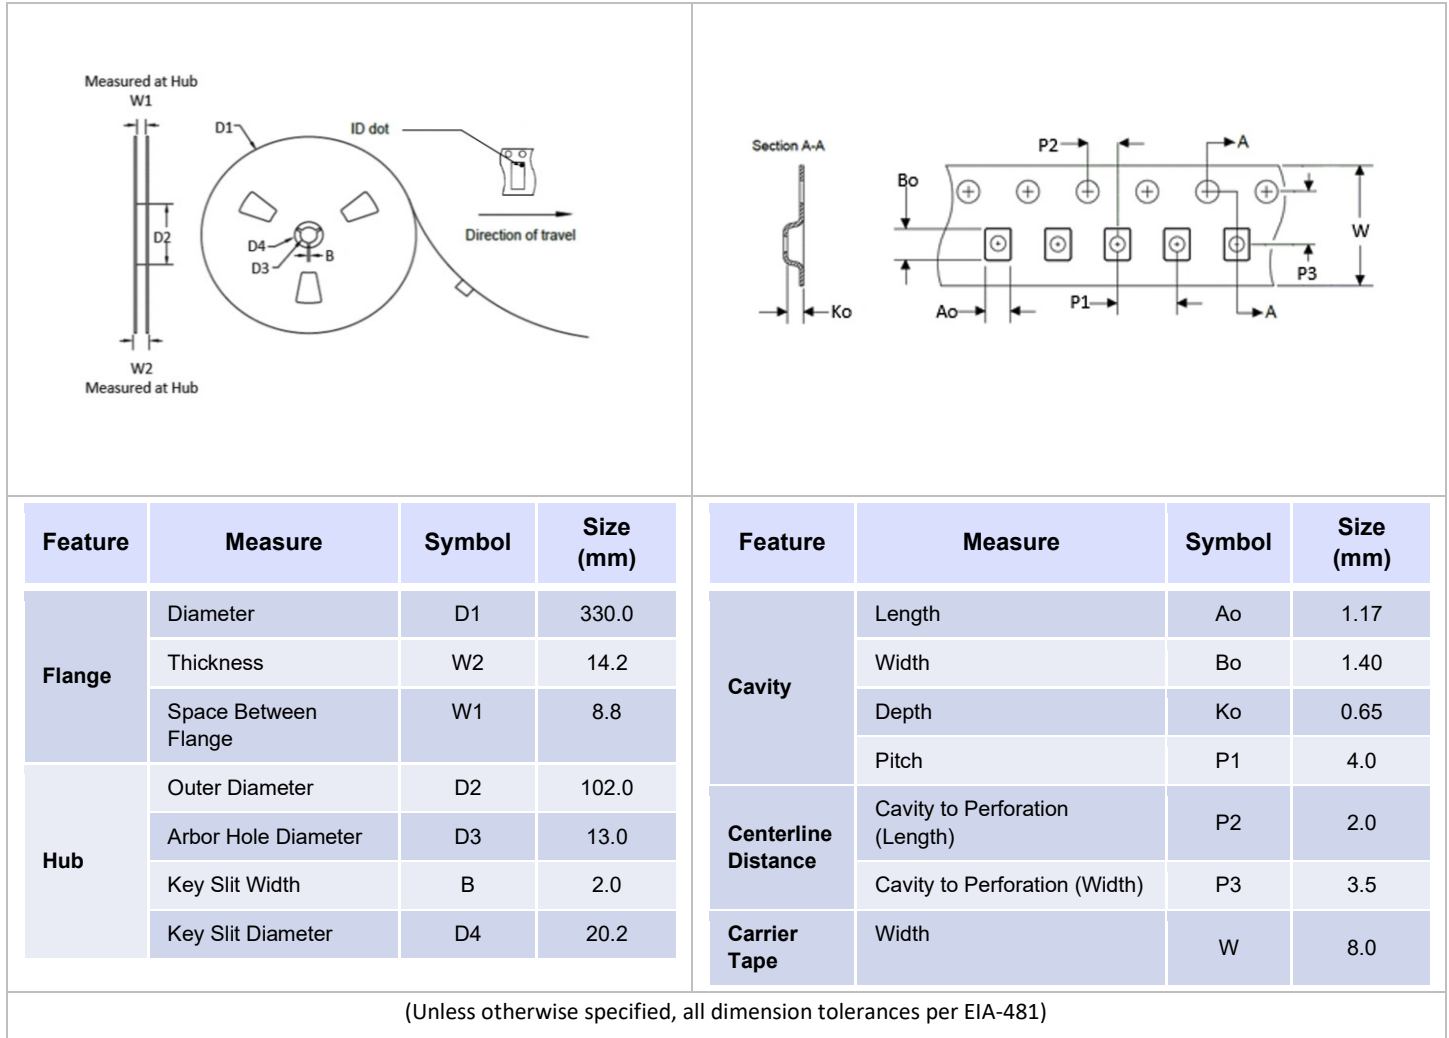 Measured at Hub
W1
D1
ID dot
D2
D4
D3
B
Direction of travel
W2
Measured at Hub
Section A-A
Bo
Ko
P2
A
W
P3
Ao
P1
A
Feature Measure Symbol Size (mm)
Flange
Diameter D1 330.0
Thickness W2 14.2
Space Between
Flange W1 8.8
Hub
Outer Diameter D2 102.0
Arbor Hole Diameter D3 13.0
Key Slit Width B 2.0
Key Slit Diameter D4 20.2
Feature Measure Symbol Size (mm)
Cavity
Length Ao 1.17
Width Bo 1.40
Depth Ko 0.65
Pitch P1 4.0
Centerline
Distance
Cavity to Perforation
(Length) P2 2.0
Cavity to Perforation (Width) P3 3.5
Carrier
Tape
Width W 8.0
(Unless otherwise specified, all dimension tolerances per EIA-481)